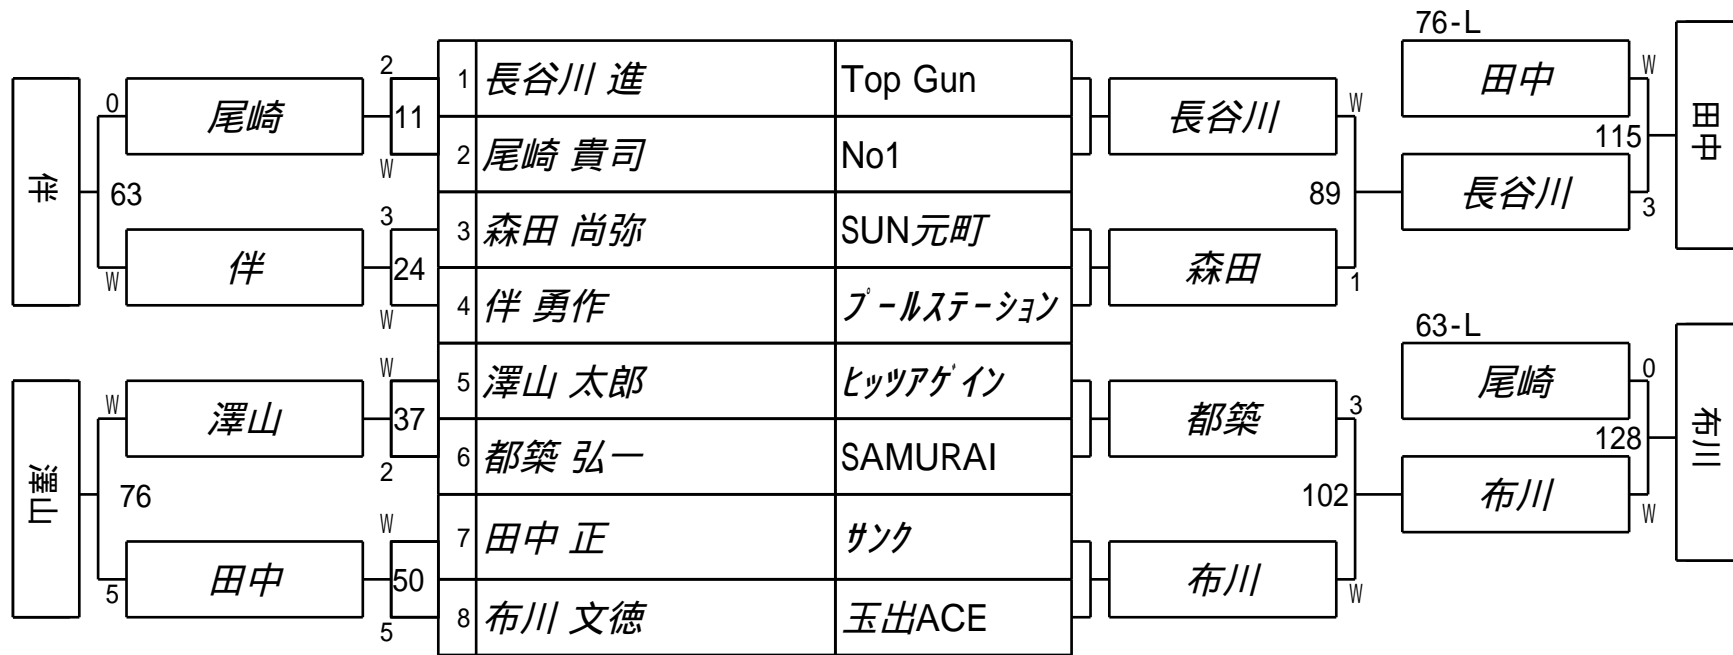 76-L
2
1 長谷川 進 Top Gun
田中 W
0 尾崎 11
長谷川 W
115 田中
W
2 尾崎 貴司 No1
伴 63
89
長谷川 3
3
3 森田 尚弥 SUN元町
W 伴 24
森田 1
W
4 伴 勇作 プールステーション
63-L
W
5 澤山 太郎 ヒッツアゲイン
尾崎 0
W 澤山 37
都築 3
128 布川
2
6 都築 弘一 SAMURAI
澤山 76
102
布川 W
W
7 田中 正 サンク
5 田中 50
布川 W
5
8 布川 文徳 玉出ACE